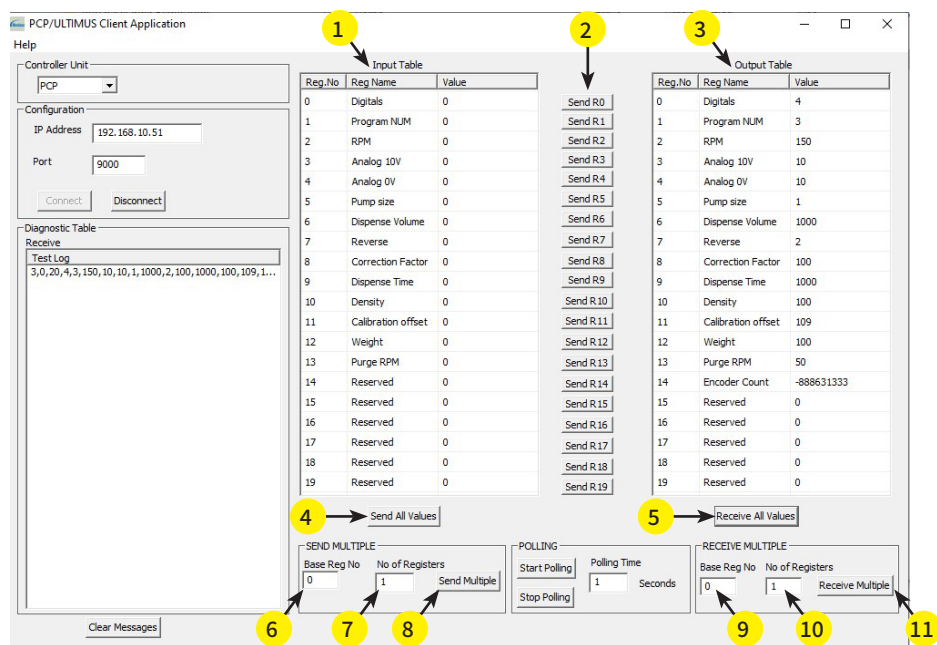 PCP/ULTIMUS Client Application
Help
1
2
3
Controller Unit
PCP
Configuration
IP Address 192.168.10.51
Port 9000
Connect Disconnect
Diagnostic Table
Receive
Test Log
3,0,20,4,3,150,10,10,1,1000,2,100,1000,100,109,1...
Clear Messages
Input Table
Reg.No Reg Name Value
0 Digitals 0
1 Program NUM 0
2 RPM 0
3 Analog 10V 0
4 Analog 0V 0
5 Pump size 0
6 Dispense Volume 0
7 Reverse 0
8 Correction Factor 0
9 Dispense Time 0
10 Density 0
11 Calibration offset 0
12 Weight 0
13 Purge RPM 0
14 Reserved 0
15 Reserved 0
16 Reserved 0
17 Reserved 0
18 Reserved 0
19 Reserved 0
Send R0
Send R1
Send R2
Send R3
Send R4
Send R5
Send R6
Send R7
Send R8
Send R9
Send R10
Send R11
Send R12
Send R13
Send R14
Send R15
Send R16
Send R17
Send R18
Send R19
Output Table
Reg.No Reg Name Value
0 Digitals 4
1 Program NUM 3
2 RPM 150
3 Analog 10V 10
4 Analog 0V 10
5 Pump size 1
6 Dispense Volume 1000
7 Reverse 2
8 Correction Factor 100
9 Dispense Time 1000
10 Density 100
11 Calibration offset 109
12 Weight 100
13 Purge RPM 50
14 Encoder Count -888631333
15 Reserved 0
16 Reserved 0
17 Reserved 0
18 Reserved 0
19 Reserved 0
4 Send All Values
5 Receive All Values
SEND MULTIPLE
Base Reg No No of Registers
0 1 Send Multiple
6 7 8
POLLING
Start Polling Polling Time
1 Seconds
Stop Polling
RECEIVE MULTIPLE
Base Reg No No of Registers
0 1 Receive Multiple
9 10 11